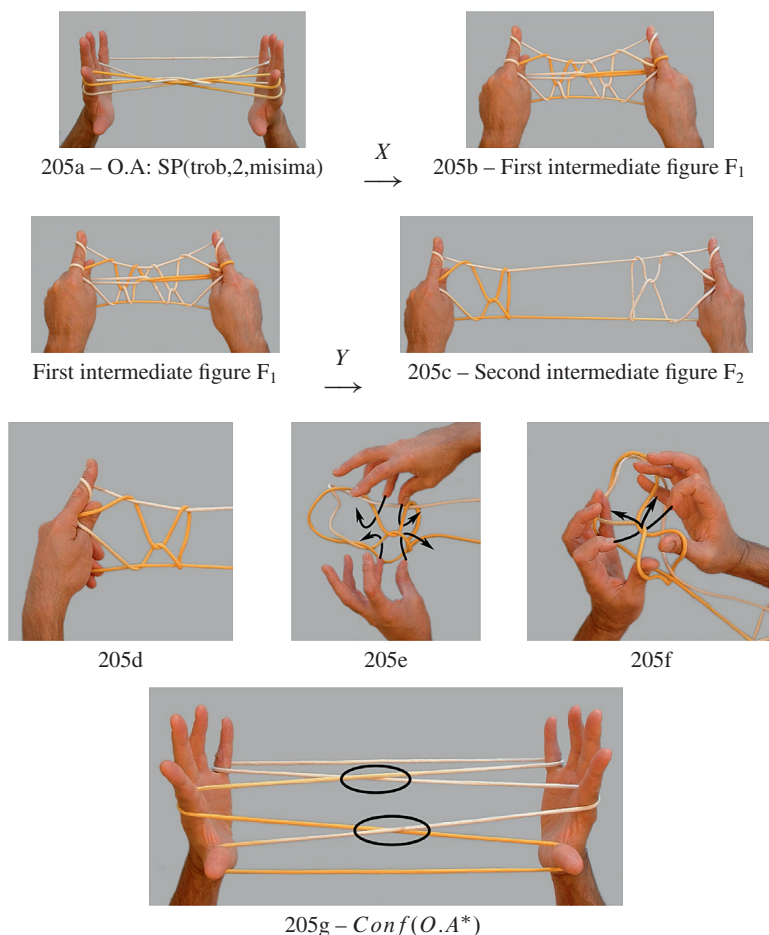 205a – O.A: SP(trob,2,misima)
X
→
205b – First intermediate figure F₁
First intermediate figure F₁
Y
→
205c – Second intermediate figure F₂
205d
205e
205f
205g – Conf(O.A*)